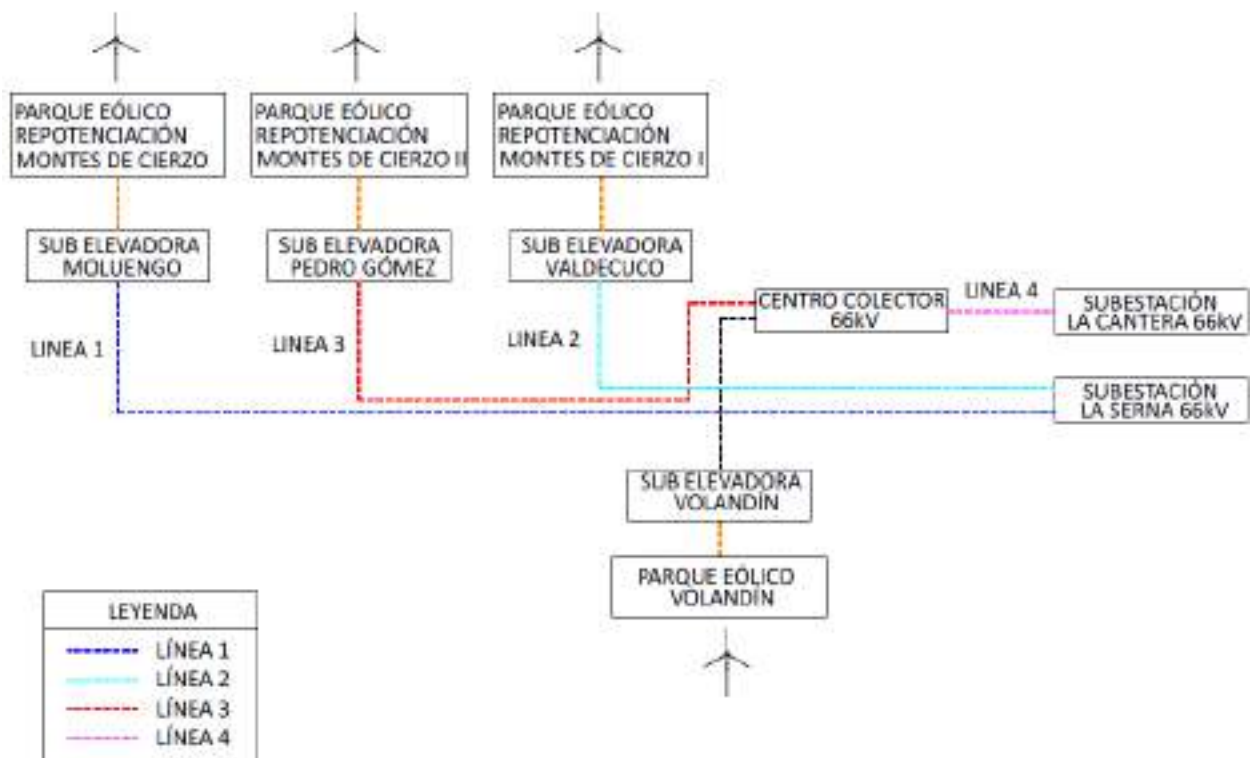 PARQUE EÓLICO
REPOTENCIACIÓN
MONTES DE CIERZO
PARQUE EÓLICO
REPOTENCIACIÓN
MONTES DE CIERZO II
PARQUE EÓLICO
REPOTENCIACIÓN
MONTES DE CIERZO I
SUB ELEVADORA
MOLUENGO
SUB ELEVADORA
PEDRO GÓMEZ
SUB ELEVADORA
VALDECUCO
LINEA 1
LINEA 3
LINEA 2
CENTRO COLECTOR
66kV
LINEA 4
SUBESTACIÓN
LA CANTERA 66kV
SUBESTACIÓN
LA SERNA 66kV
SUB ELEVADORA
VOLANDÍN
PARQUE EÓLICO
VOLANDÍN
LEYENDA
LÍNEA 1
LÍNEA 2
LÍNEA 3
LÍNEA 4